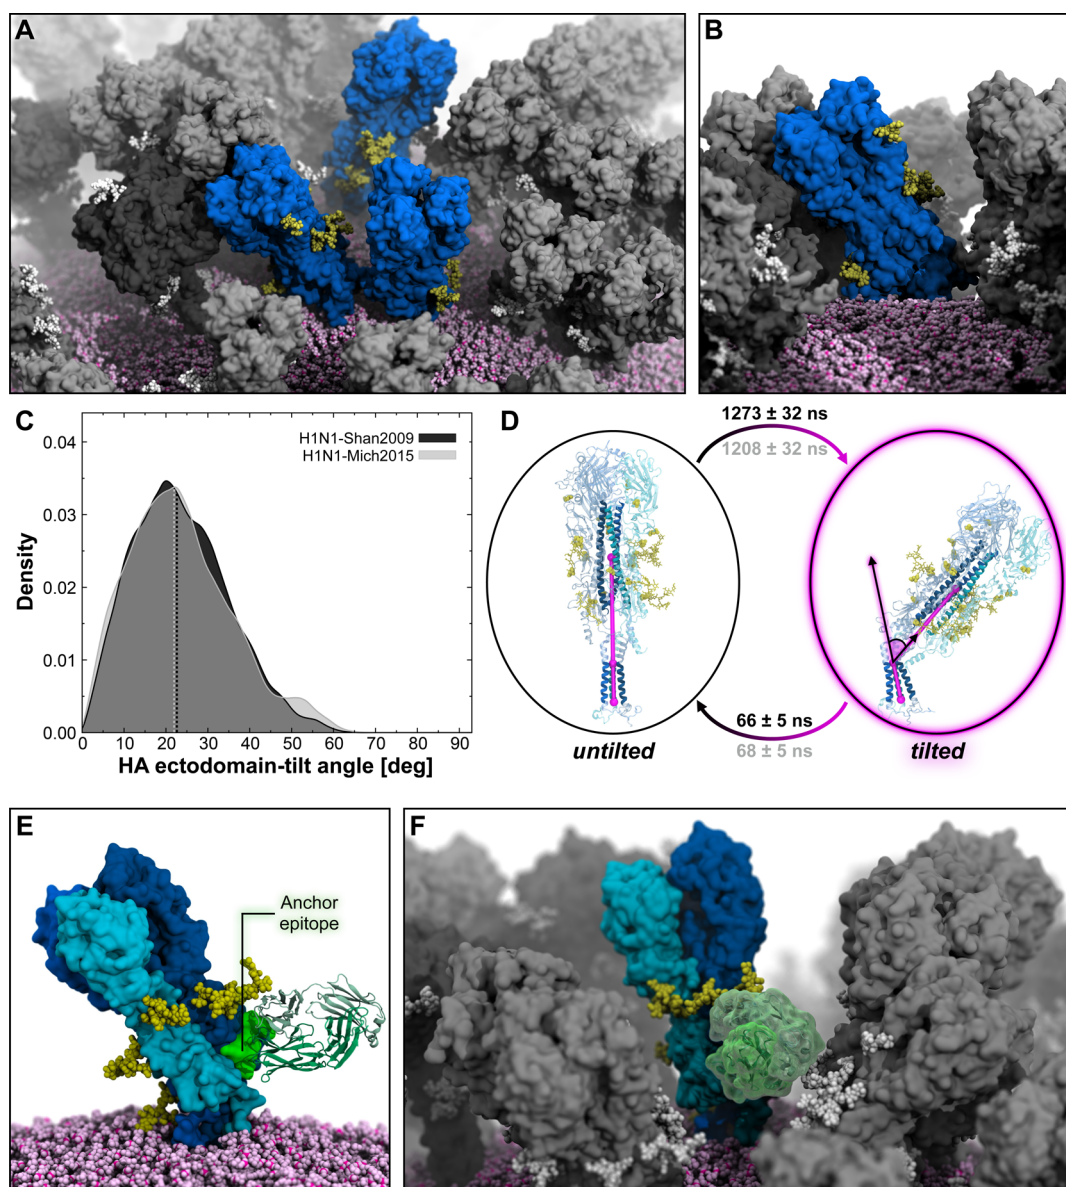 A
B
C
0.04
0.03
0.02
0.01
0.00
Density
H1N1-Shan2009
H1N1-Mich2015
0 10 20 30 40 50 60 70 80 90
HA ectodomain-tilt angle [deg]
D
1273 ± 32 ns
1208 ± 32 ns
66 ± 5 ns
68 ± 5 ns
untilted
tilted
E
Anchor
epitope
F